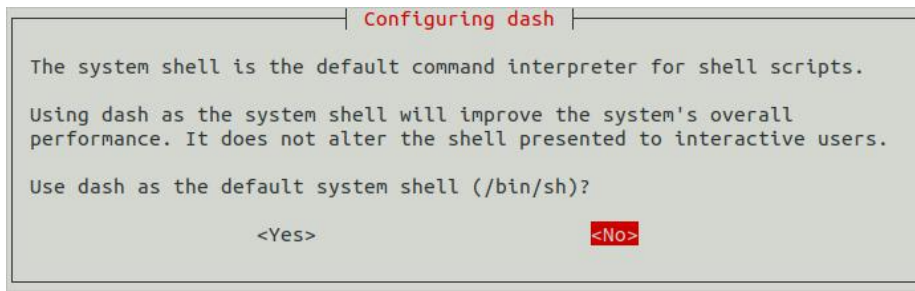 Configuring dash
The system shell is the default command interpreter for shell scripts.
Using dash as the system shell will improve the system's overall
performance. It does not alter the shell presented to interactive users.
Use dash as the default system shell (/bin/sh)?
<Yes> <No>